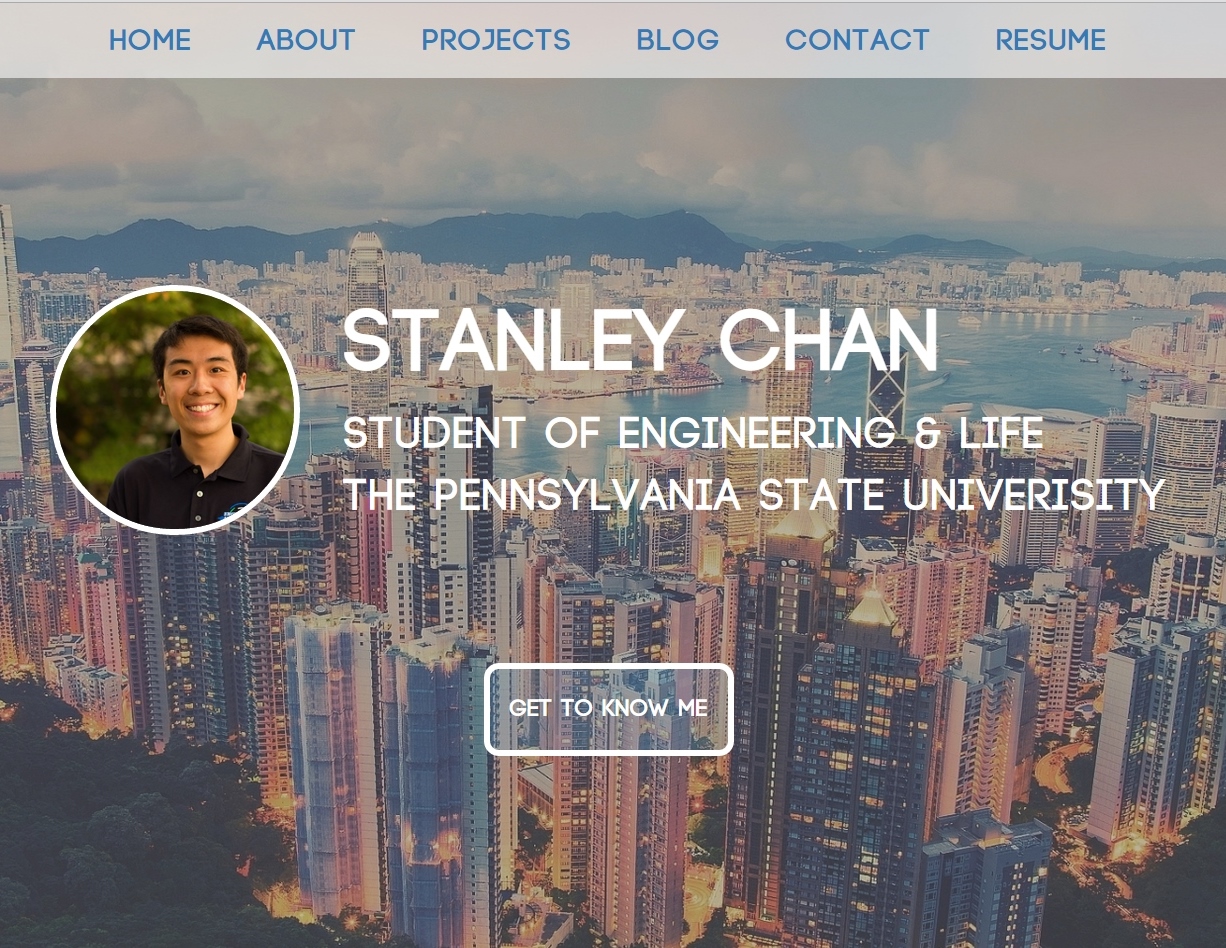 HOME ABOUT PROJECTS BLOG CONTACT RESUME
STANLEY CHAN
STUDENT OF ENGINEERING & LIFE
THE PENNSYLVANIA STATE UNIVERISITY
GET TO KNOW ME